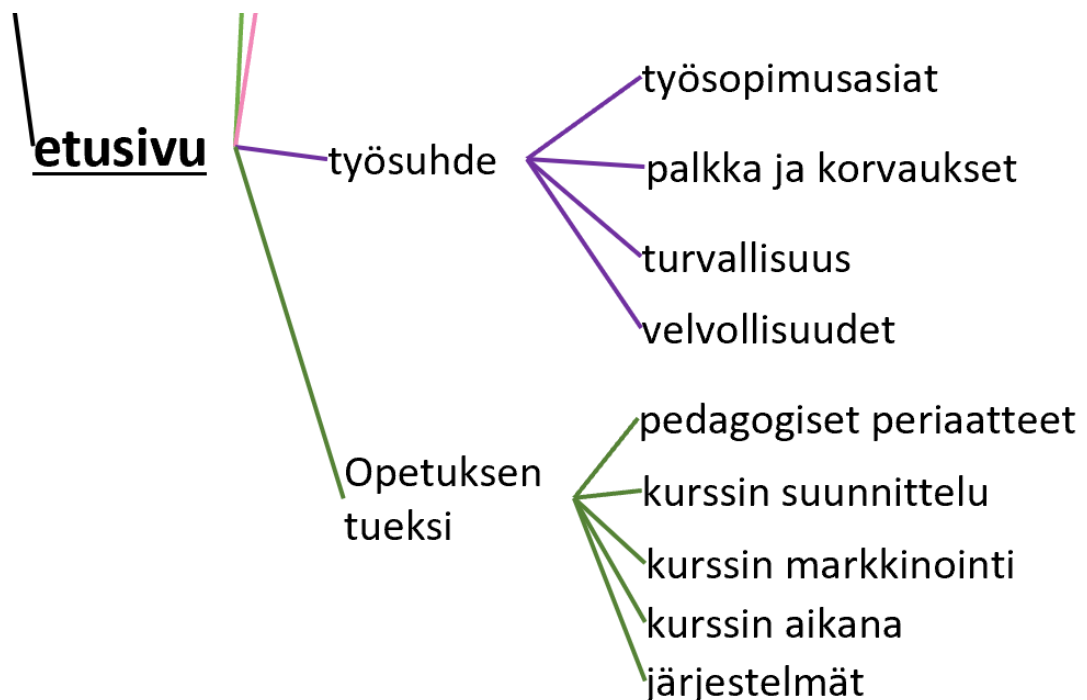 etusivu
työsuhde
työsopimusasiat
palkka ja korvaukset
turvallisuus
velvollisuudet
Opetuksen
tueksi
pedagogiset periaatteet
kurssin suunnittelu
kurssin markkinointi
kurssin aikana
järjestelmät